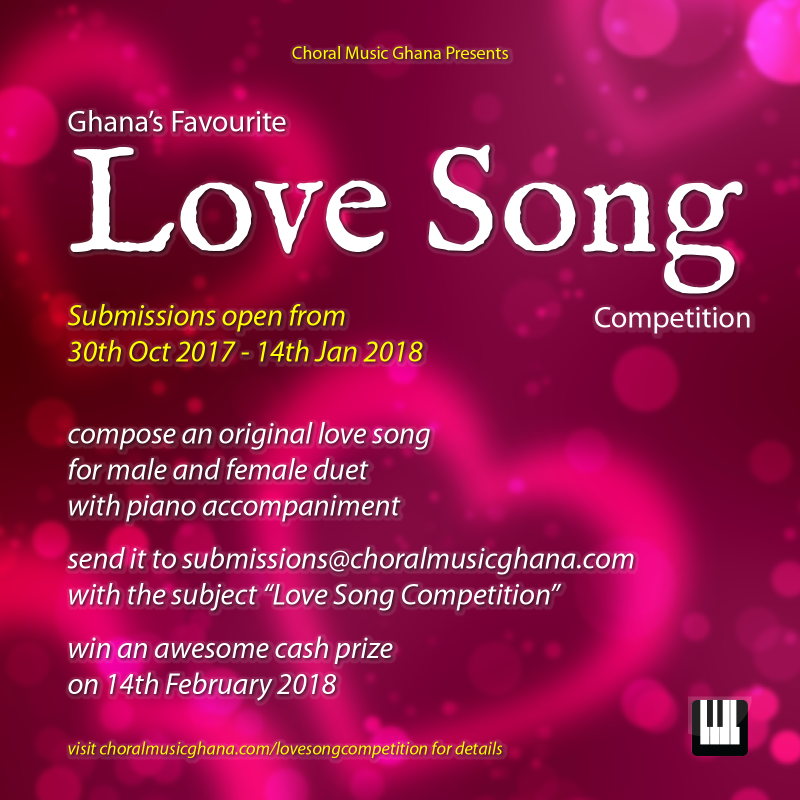 Choral Music Ghana Presents
Ghana's Favourite
Love Song
Competition
Submissions open from
30th Oct 2017 - 14th Jan 2018
compose an original love song
for male and female duet
with piano accompaniment
send it to submissions@choralmusicghana.com
with the subject “Love Song Competition”
win an awesome cash prize
on 14th February 2018
visit choralmusicghana.com/lovesongcompetition for details